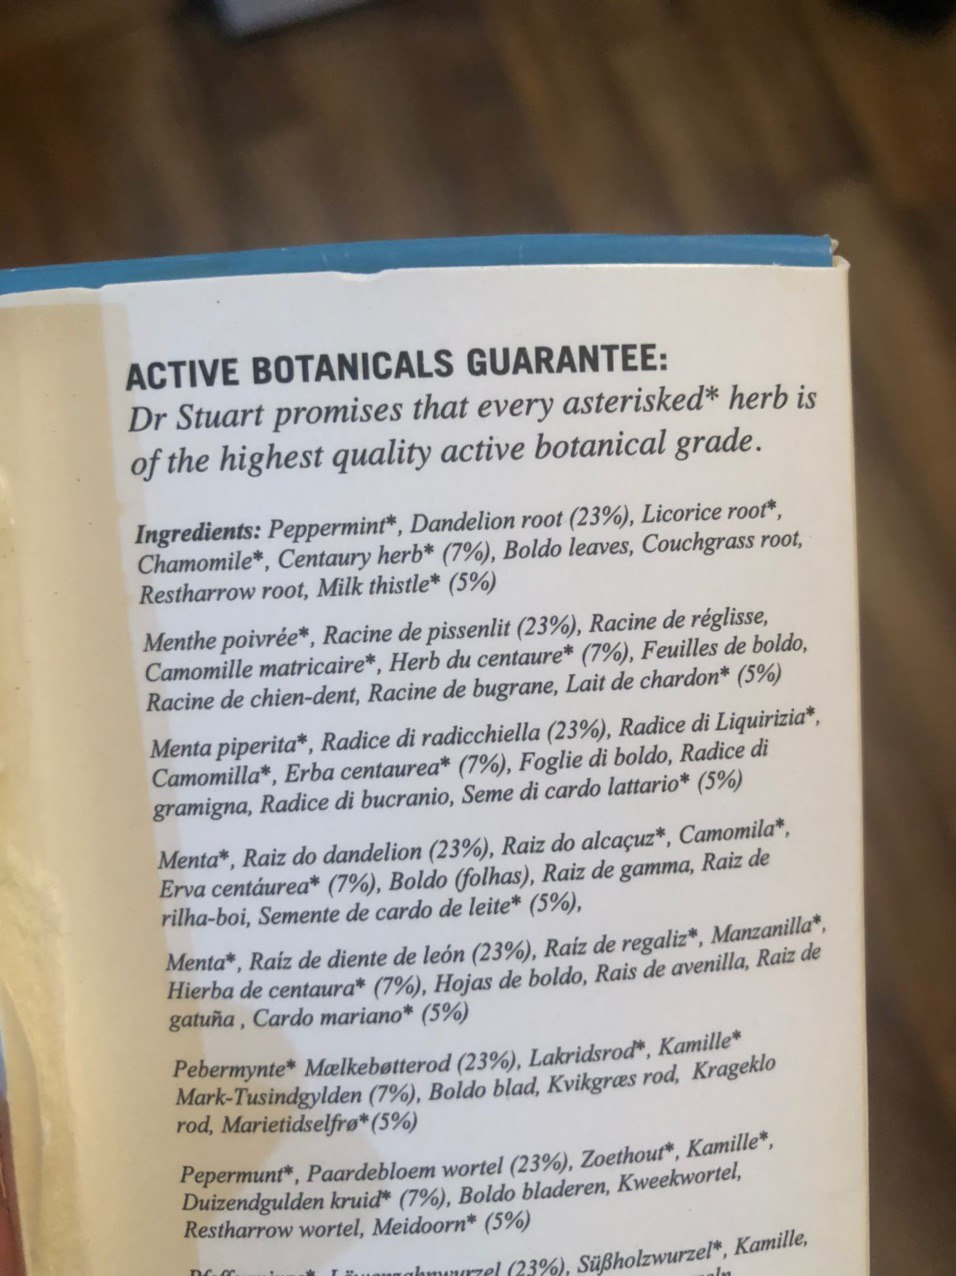 ACTIVE BOTANICALS GUARANTEE:
Dr Stuart promises that every asterisked* herb is
of the highest quality active botanical grade.
Ingredients: Peppermint*, Dandelion root (23%), Licorice root*,
Chamomile*, Centaury herb* (7%), Boldo leaves, Couchgrass root,
Restharrow root, Milk thistle* (5%)
Menthe poivrée*, Racine de pissenlit (23%), Racine de réglisse,
Camomille matricaire*, Herb du centaure* (7%), Feuilles de boldo,
Racine de chien-dent, Racine de bugrane, Lait de chardon* (5%)
Menta piperita*, Radice di radicchiella (23%), Radice di Liquirizia*,
Camomilla*, Erba centaurea* (7%), Foglie di boldo, Radice di
gramigna, Radice di bucranio, Seme di cardo lattario* (5%)
Menta*, Raiz do dandelion (23%), Raiz do alcaçuz*, Camomila*,
Erva centáurea* (7%), Boldo (folhas), Raiz de gamma, Raiz de
rilha-boi, Semente de cardo de leite* (5%),
Menta*, Raíz de diente de león (23%), Raíz de regaliz*, Manzanilla*,
Hierba de centaura* (7%), Hojas de boldo, Rais de avenilla, Raiz de
gatuña , Cardo mariano* (5%)
Pebermynte* Mælkebøtterod (23%), Lakridsrod*, Kamille*
Mark-Tusindgylden (7%), Boldo blad, Kvikgræs rod, Krageklo
rod, Marietidselfrø*(5%)
Pepermunt*, Paardebloem wortel (23%), Zoethout*, Kamille*,
Duizendgulden kruid* (7%), Boldo bladeren, Kweekwortel,
Restharrow wortel, Meidoorn* (5%)
(23%), Süßholzwurzel*, Kamille,